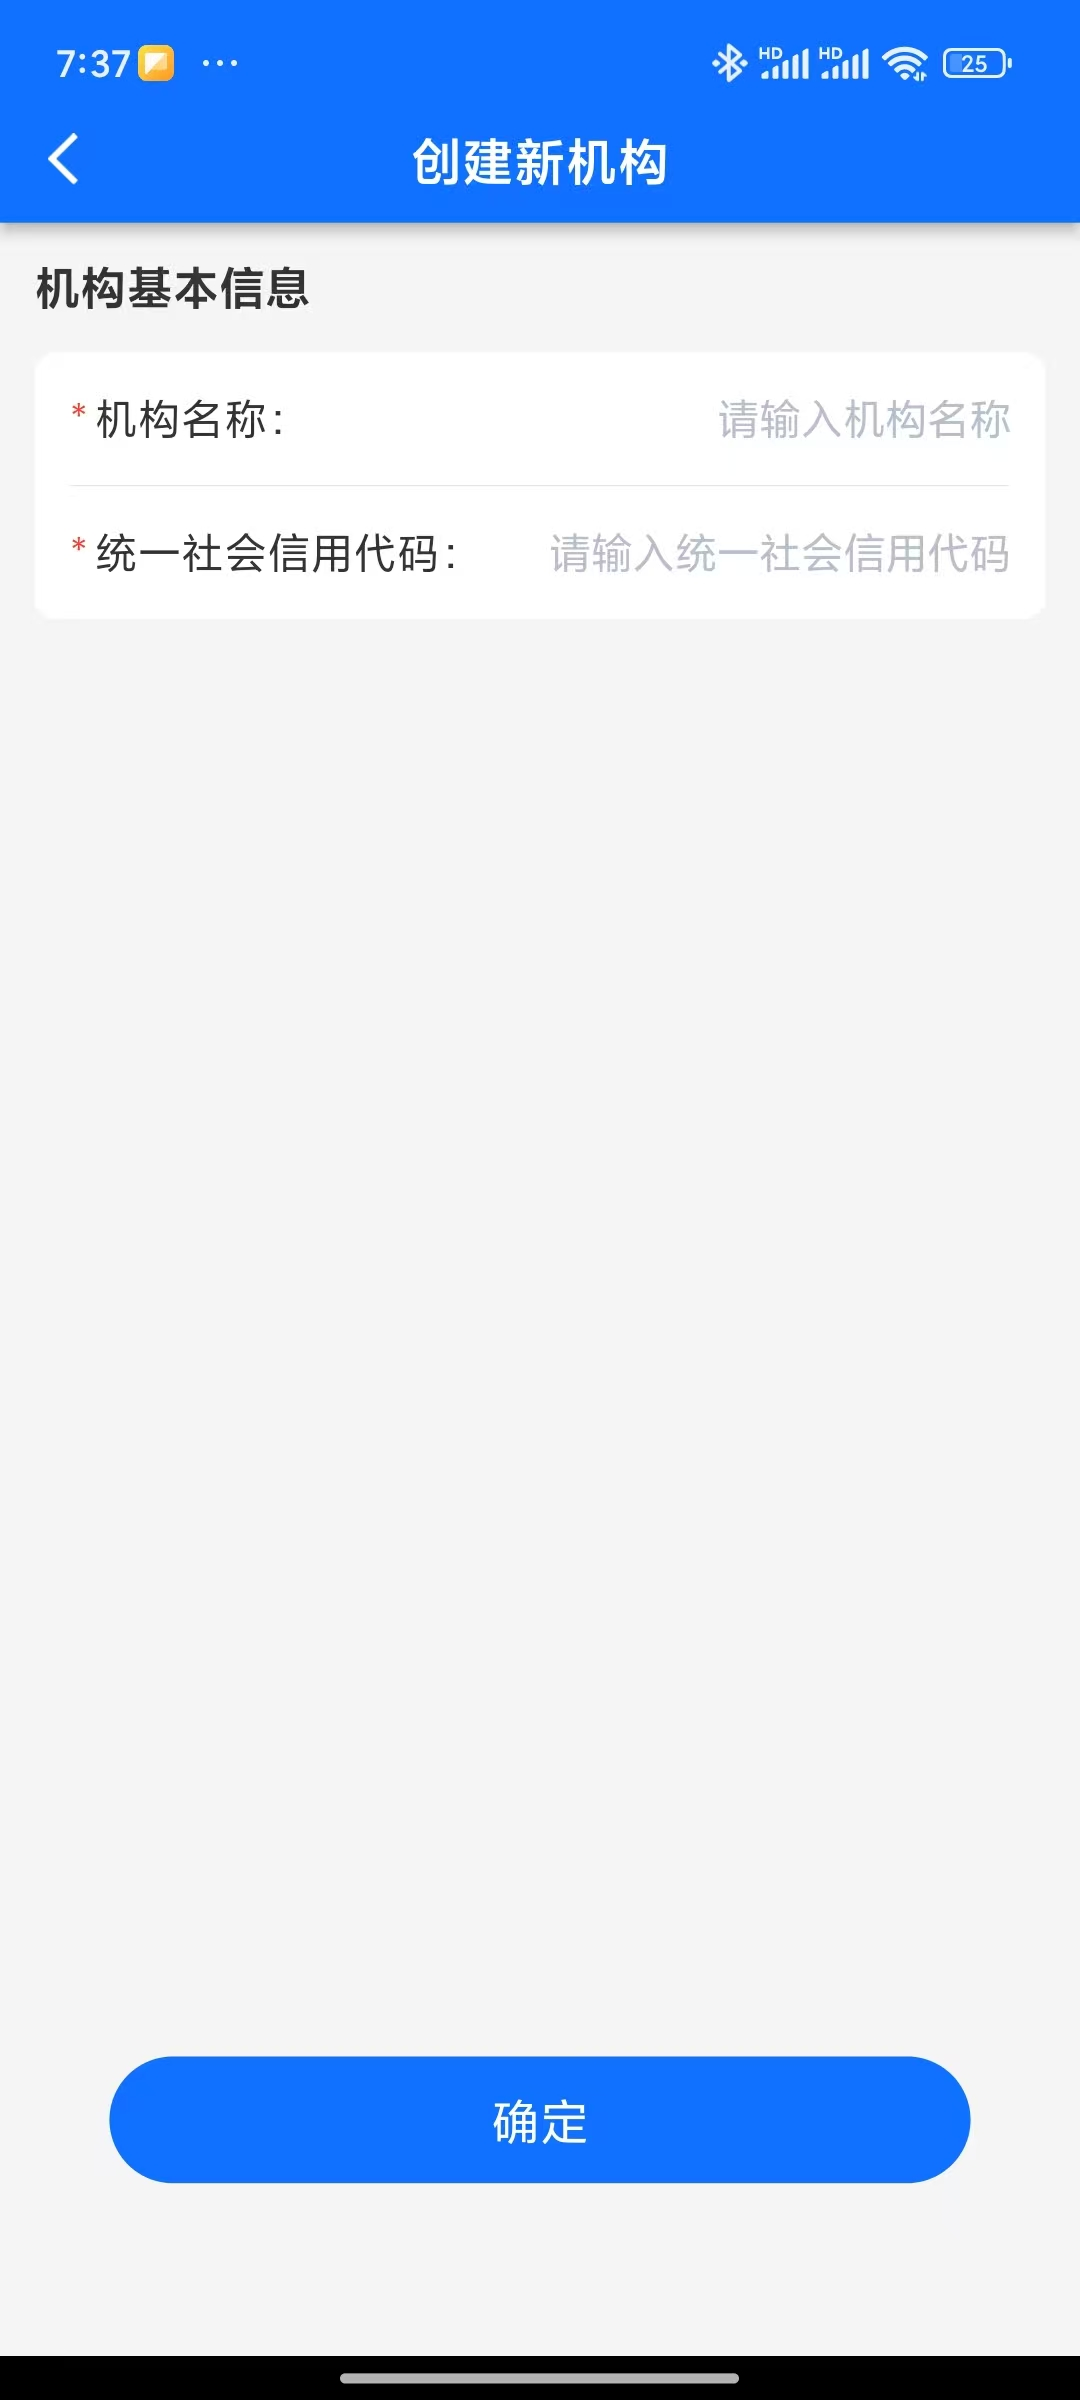 7:37 ... HD HD 25
创建新机构
机构基本信息
* 机构名称: 请输入机构名称
* 统一社会信用代码: 请输入统一社会信用代码
确定